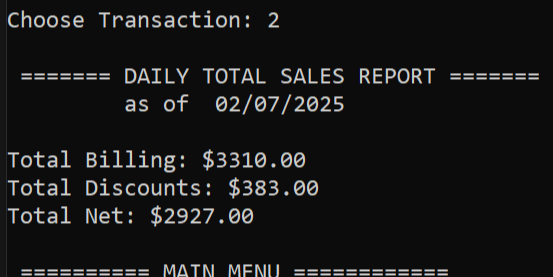 Choose Transaction: 2
======= DAILY TOTAL SALES REPORT =======
as of  02/07/2025
Total Billing: $3310.00
Total Discounts: $383.00
Total Net: $2927.00
========== MAIN MENU ============